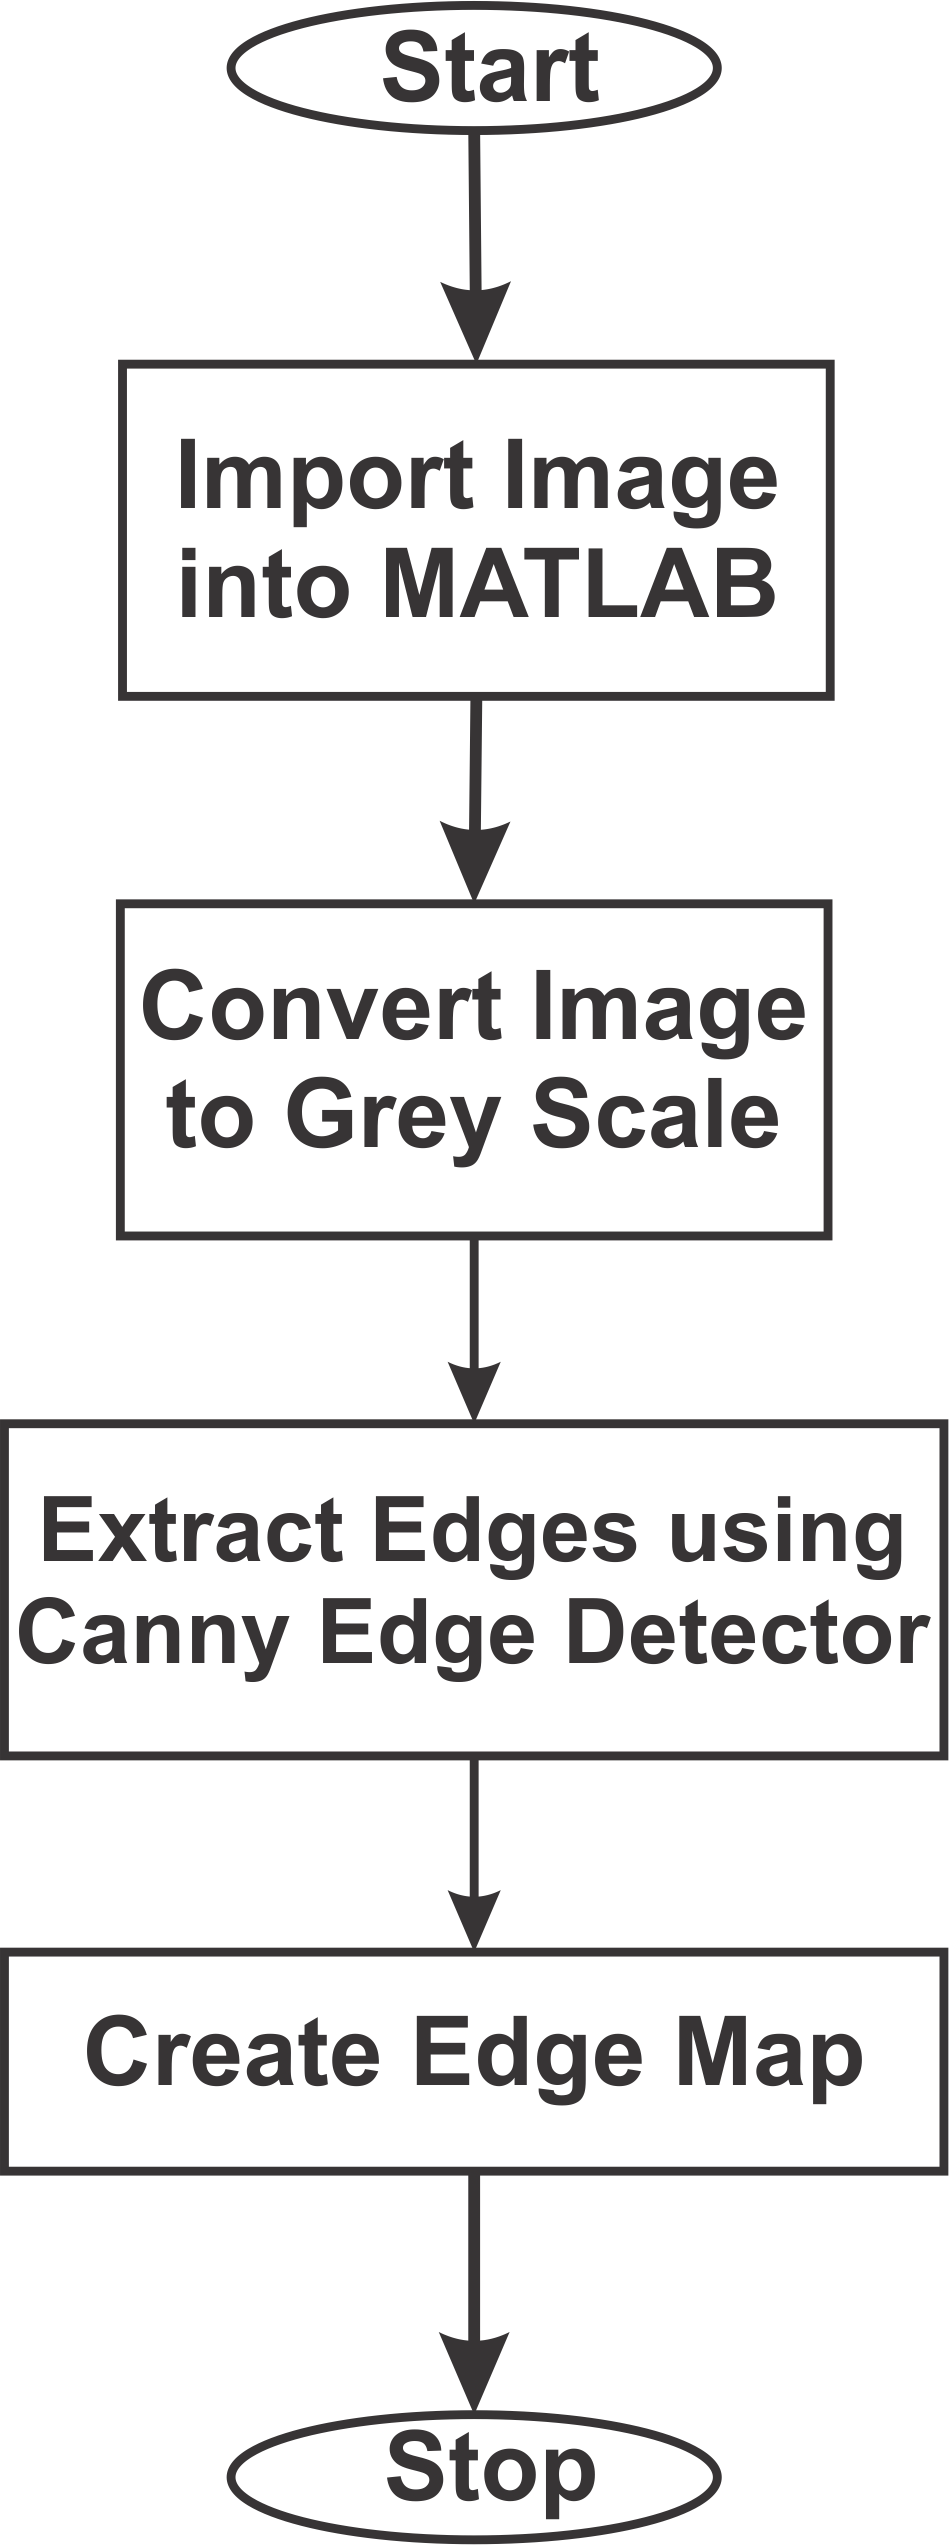 Start
Import Image
into MATLAB
Convert Image
to Grey Scale
Extract Edges using
Canny Edge Detector
Create Edge Map
Stop